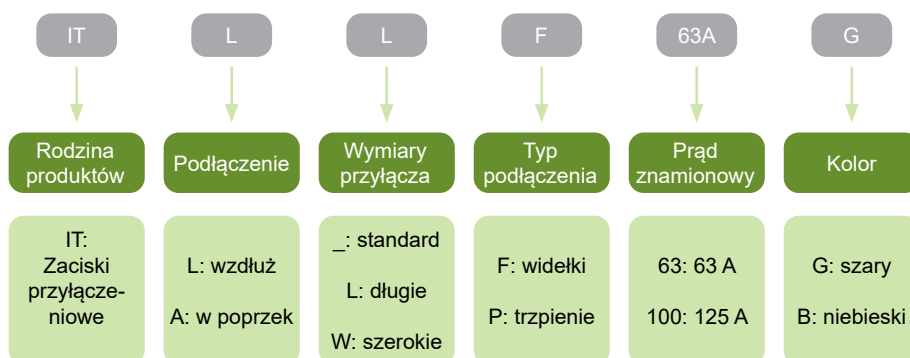 IT
L
L
F
63A
G
Rodzina
produktów
Podłączenie
Wymiary
przyłącza
Typ
podłączenia
Prąd
znamionowy
Kolor
IT:
Zaciski
przyłącze-
niowe
L: wzdłuż
A: w poprzek
_: standard
L: długie
W: szerokie
F: widełki
P: trzpienie
63: 63 A
100: 125 A
G: szary
B: niebieski